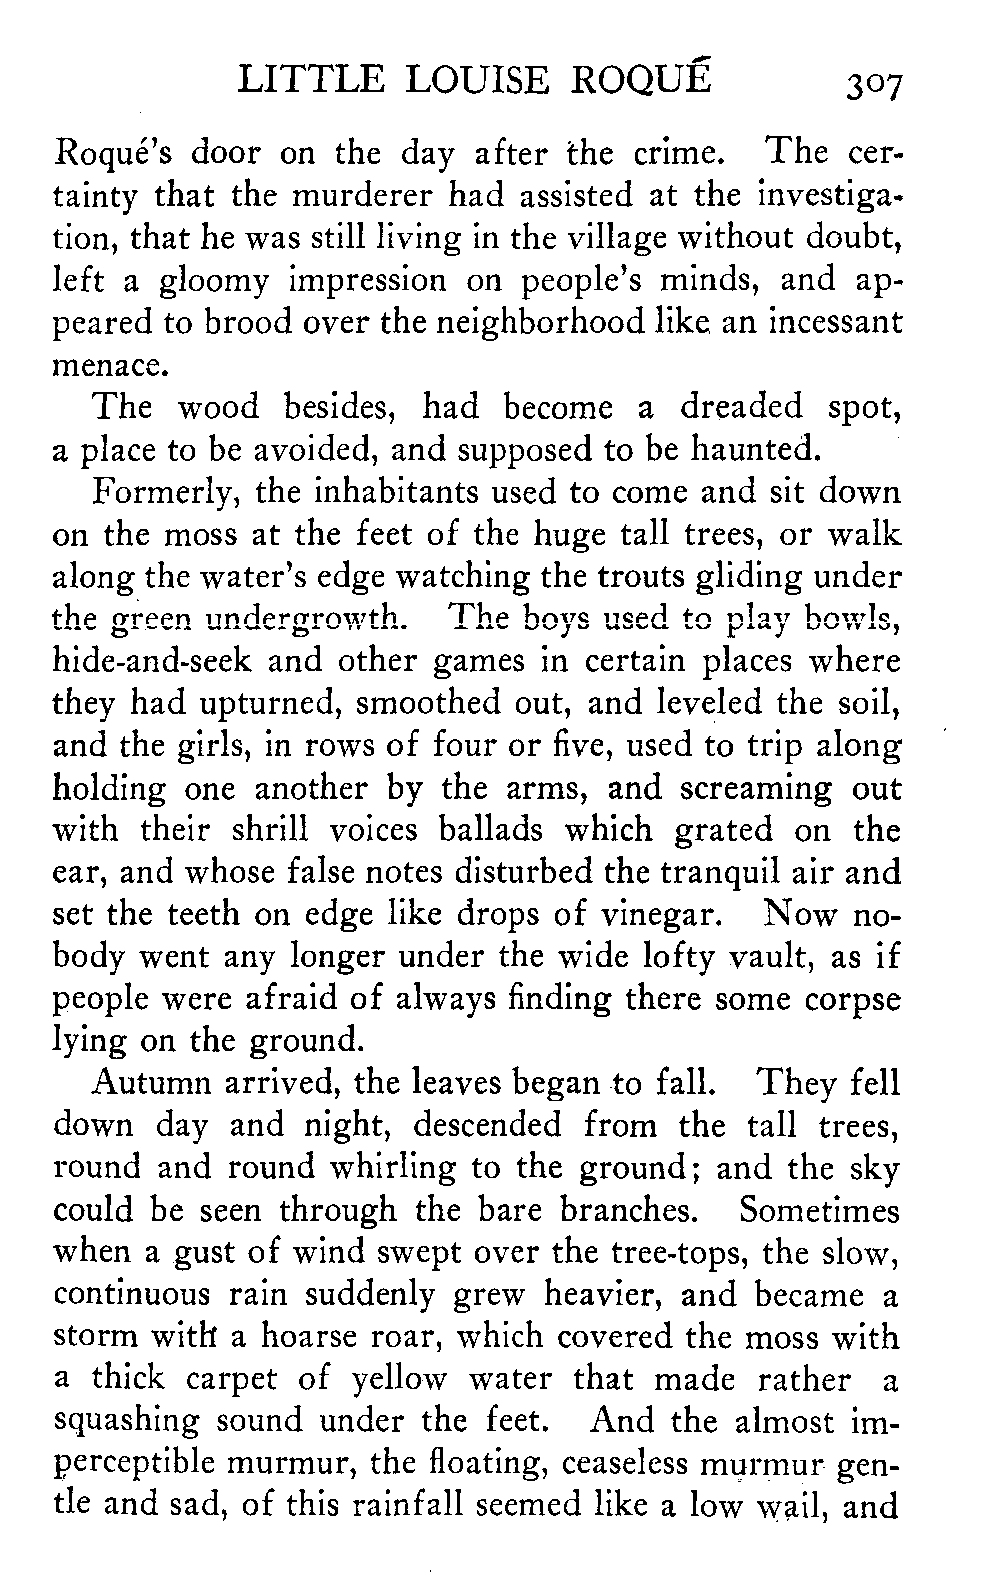 LITTLE LOUISE ROQUÉ 307
Roqué's door on the day after the crime. The cer-
tainty that the murderer had assisted at the investiga-
tion, that he was still living in the village without doubt,
left a gloomy impression on people's minds, and ap-
peared to brood over the neighborhood like an incessant
menace.
The wood besides, had become a dreaded spot,
a place to be avoided, and supposed to be haunted.
Formerly, the inhabitants used to come and sit down
on the moss at the feet of the huge tall trees, or walk
along the water's edge watching the trouts gliding under
the green undergrowth. The boys used to play bowls,
hide-and-seek and other games in certain places where
they had upturned, smoothed out, and leveled the soil,
and the girls, in rows of four or five, used to trip along
holding one another by the arms, and screaming out
with their shrill voices ballads which grated on the
ear, and whose false notes disturbed the tranquil air and
set the teeth on edge like drops of vinegar. Now no-
body went any longer under the wide lofty vault, as if
people were afraid of always finding there some corpse
lying on the ground.
Autumn arrived, the leaves began to fall. They fell
down day and night, descended from the tall trees,
round and round whirling to the ground; and the sky
could be seen through the bare branches. Sometimes
when a gust of wind swept over the tree-tops, the slow,
continuous rain suddenly grew heavier, and became a
storm with a hoarse roar, which covered the moss with
a thick carpet of yellow water that made rather a
squashing sound under the feet. And the almost im-
perceptible murmur, the floating, ceaseless murmur gen-
tle and sad, of this rainfall seemed like a low wail, and